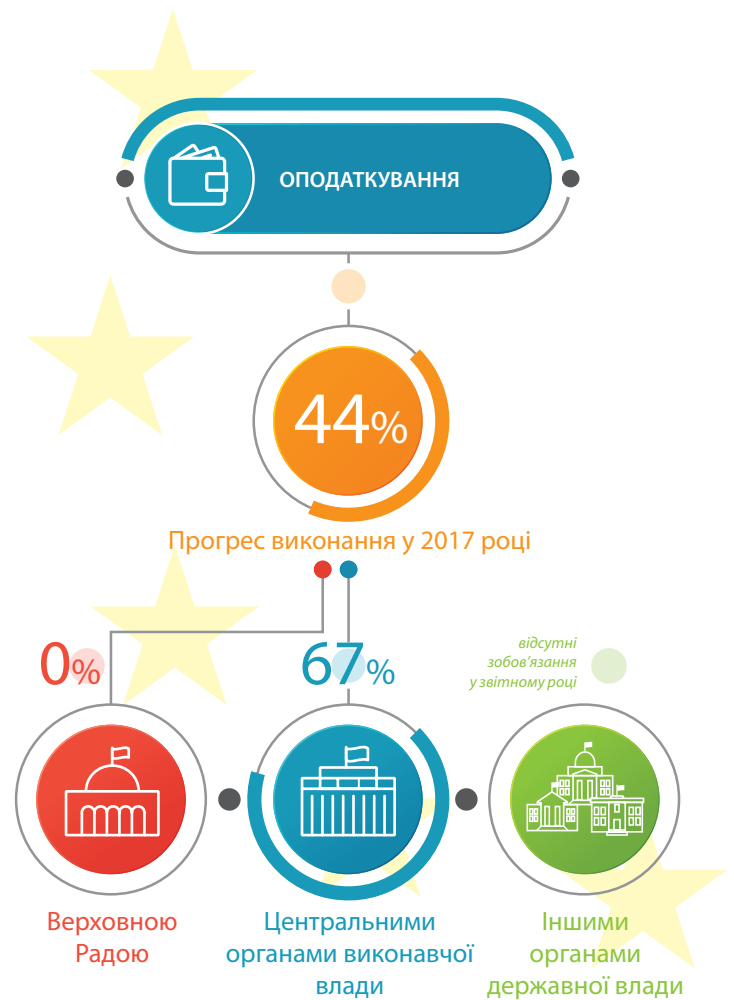 ОПОДАТКУВАННЯ
44%
Прогрес виконання у 2017 році
0%
67%
відсутні
зобов'язання
у звітному році
Верховною
Радою
Центральними
органами виконавчої
влади
Іншими
органами
державної влади